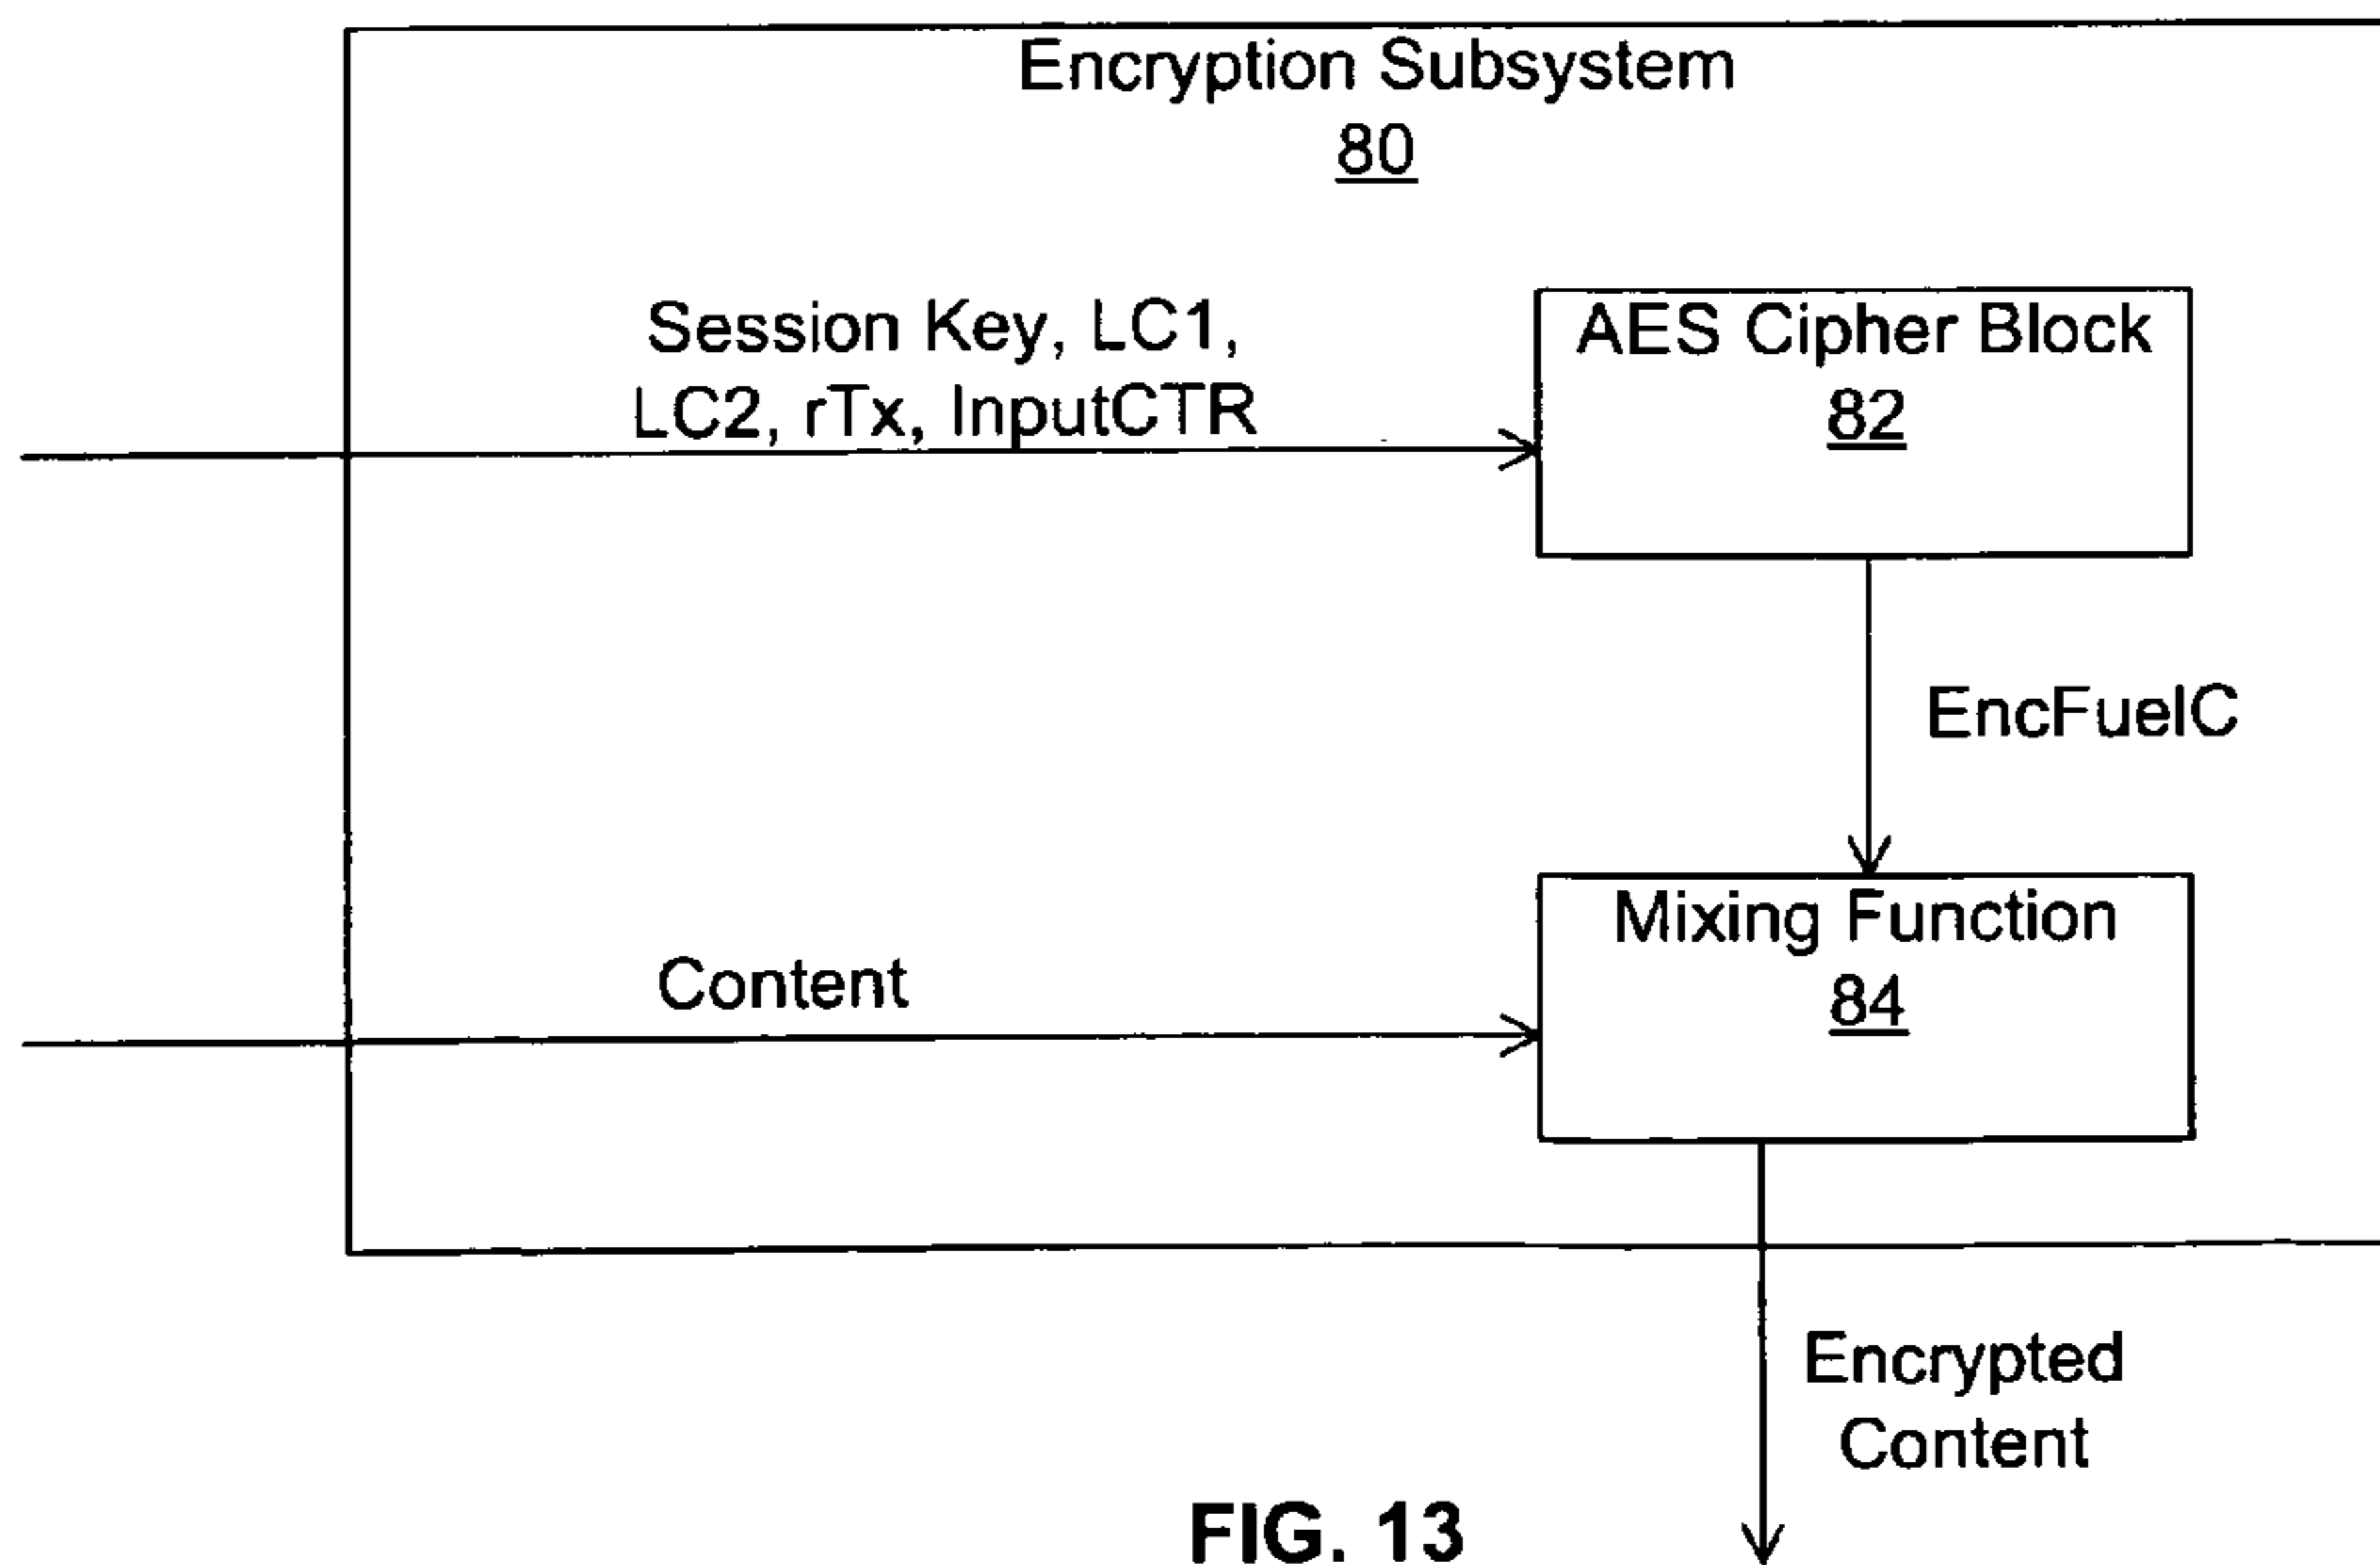 Encryption Subsystem
80
Session Key, LC1,
LC2, rTx, InputCTR
AES Cipher Block
82
EncFuelC
Mixing Function
84
Content
Encrypted
Content
FIG. 13